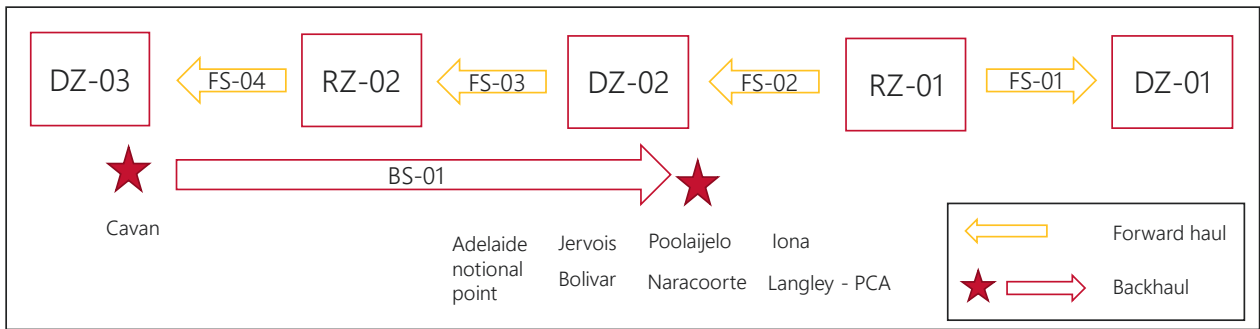 DZ-03
FS-04
RZ-02
FS-03
DZ-02
FS-02
RZ-01
FS-01
DZ-01
BS-01
Cavan
Adelaide
notional
point
Jervois
Bolivar
Poolaijelo
Naracoorte
Iona
Langley - PCA
Forward haul
Backhaul